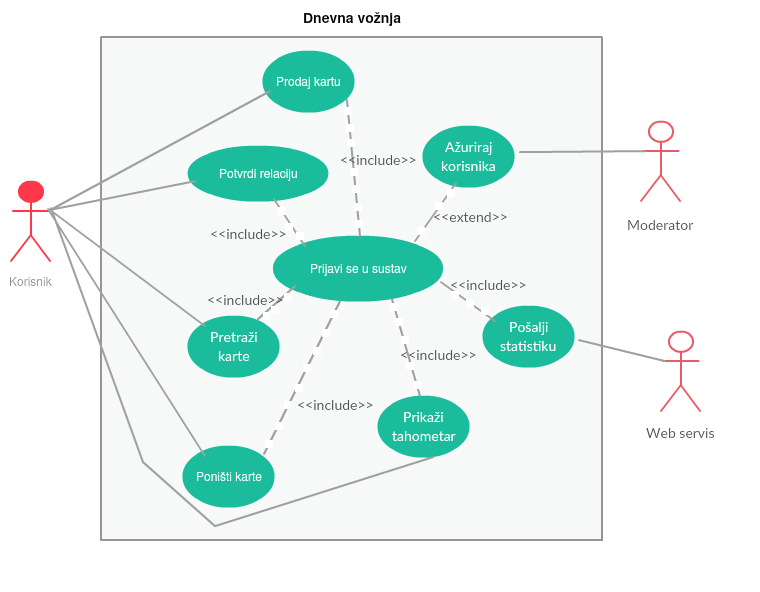 Dnevna vožnja
Prodaj kartu
<<include>>
Ažuriraj
korisnika
Potvrdi relaciju
<<include>>
<<extend>>
Moderator
Korisnik
Prijavi se u sustav
<<include>>
<<include>>
Pretraži
karte
Pošalji
statistiku
<<include>>
<<include>>
Prikaži
tahometar
Web servis
Poništi karte